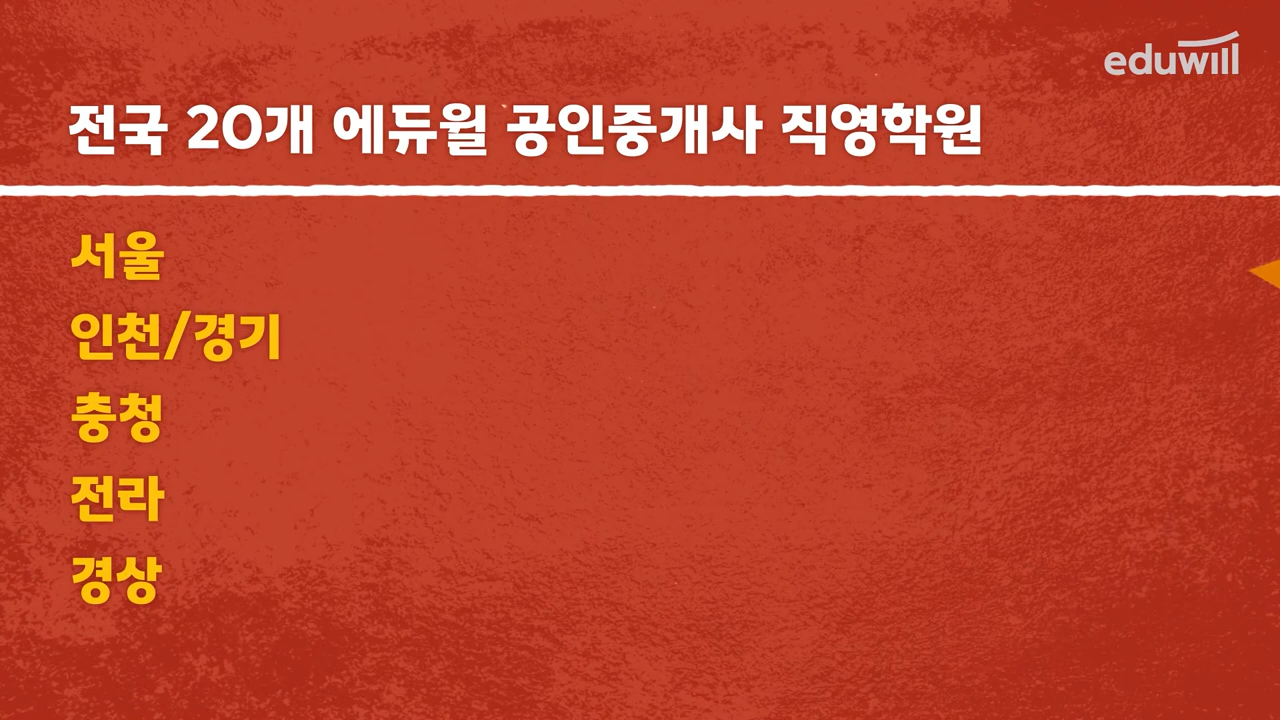 eduwill
전국 20개 에듀윌 공인중개사 직영학원
서울
인천/경기
충청
전라
경상